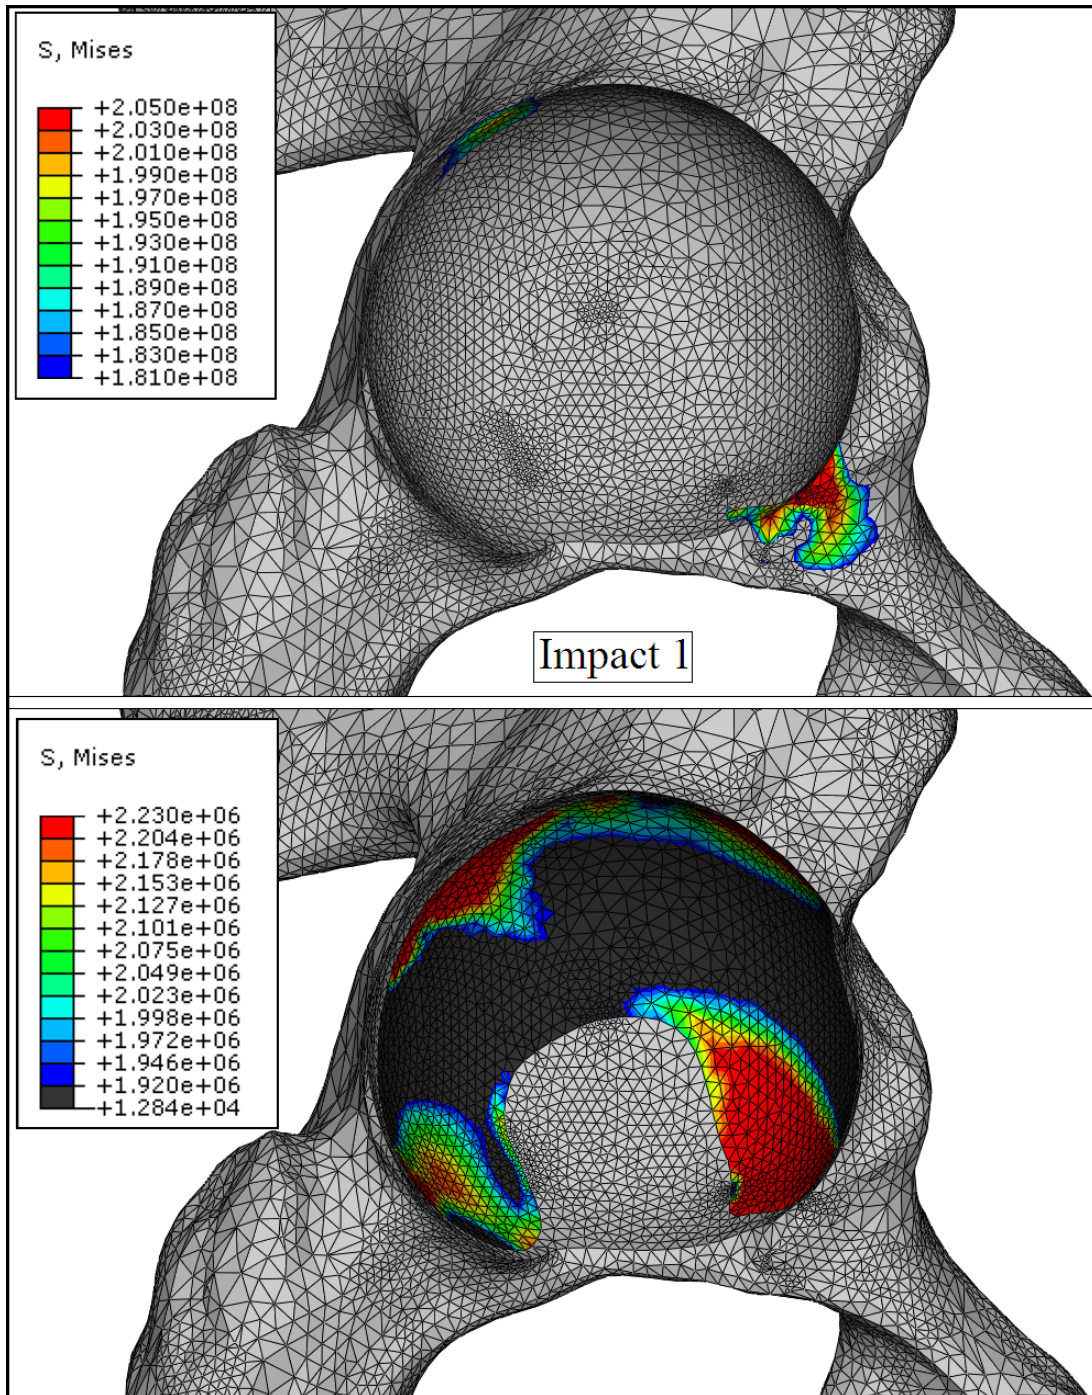 S, Mises
+2.050e+08
+2.030e+08
+2.010e+08
+1.990e+08
+1.970e+08
+1.950e+08
+1.930e+08
+1.910e+08
+1.890e+08
+1.870e+08
+1.850e+08
+1.830e+08
+1.810e+08
Impact 1
S, Mises
+2.230e+06
+2.204e+06
+2.178e+06
+2.153e+06
+2.127e+06
+2.101e+06
+2.075e+06
+2.049e+06
+2.023e+06
+1.998e+06
+1.972e+06
+1.946e+06
+1.920e+06
+1.284e+04